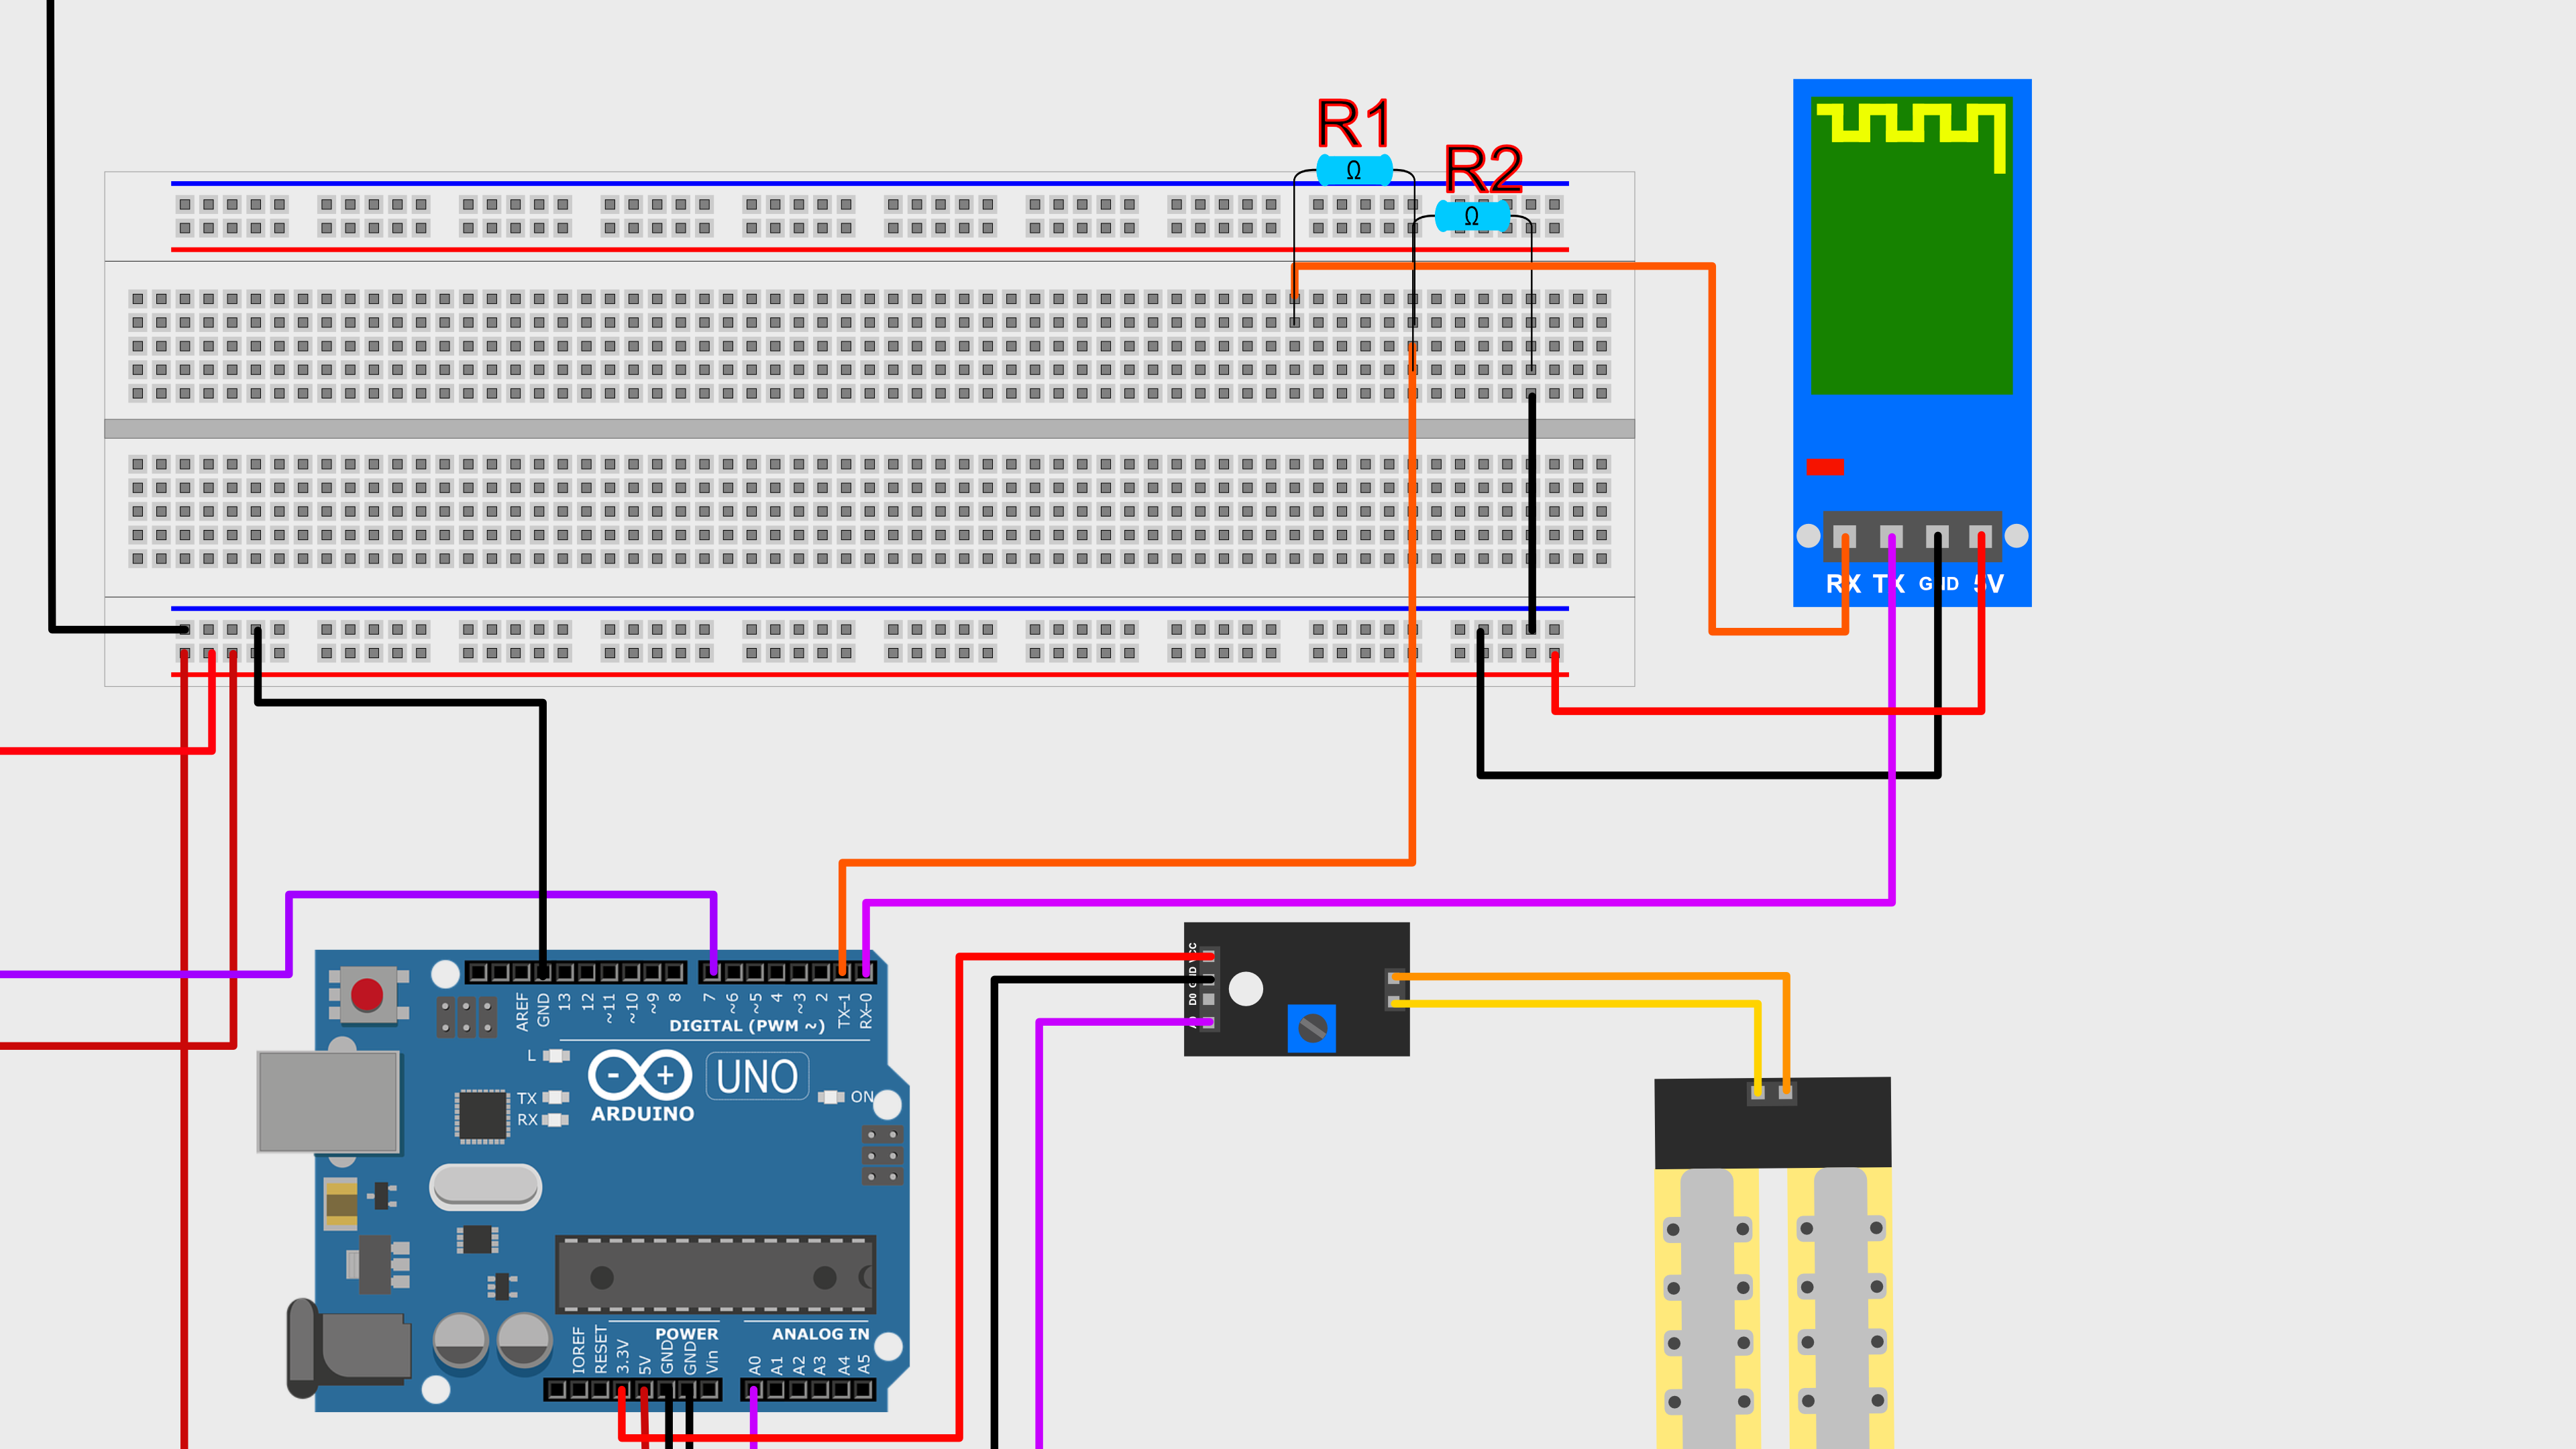 R1
Ω
R2
Ω
RX TX GND 5V
AREF
GND
13
12
~11
~10
~9
8
7
~6
~5
4
~3
2
TX-1
RX-0
DIGITAL (PWM ~)
L
TX
RX
- +
UNO
ARDUINO
ON
GND
D0
POWER
ANALOG IN
IOREF
RESET
3.3V
5V
GND
GND
Vin
A0
A1
A2
A3
A4
A5